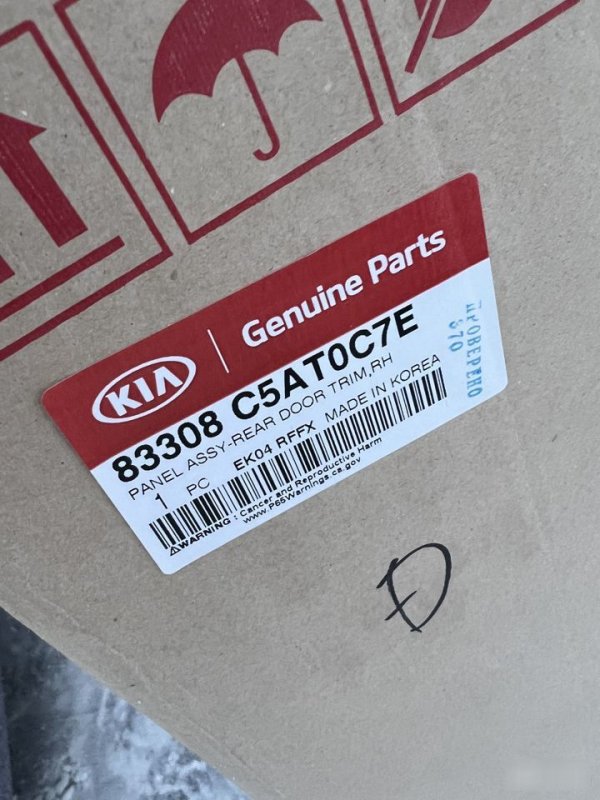 KIA
Genuine Parts
83308 C5AT0C7E
PANEL ASSY-REAR DOOR TRIM,RH
1 PC EK04 RFFX MADE IN KOREA
⚠WARNING : Cancer and Reproductive Harm
www.P65Warnings.ca.gov
ПРОВЕРЕНО
570
D